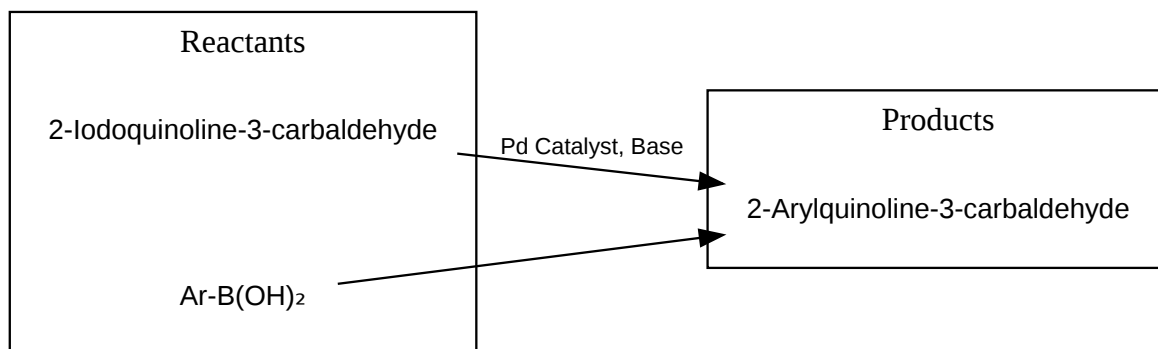 Reactants
2-Iodoquinoline-3-carbaldehyde
Ar-B(OH)₂
Pd Catalyst, Base
Products
2-Arylquinoline-3-carbaldehyde